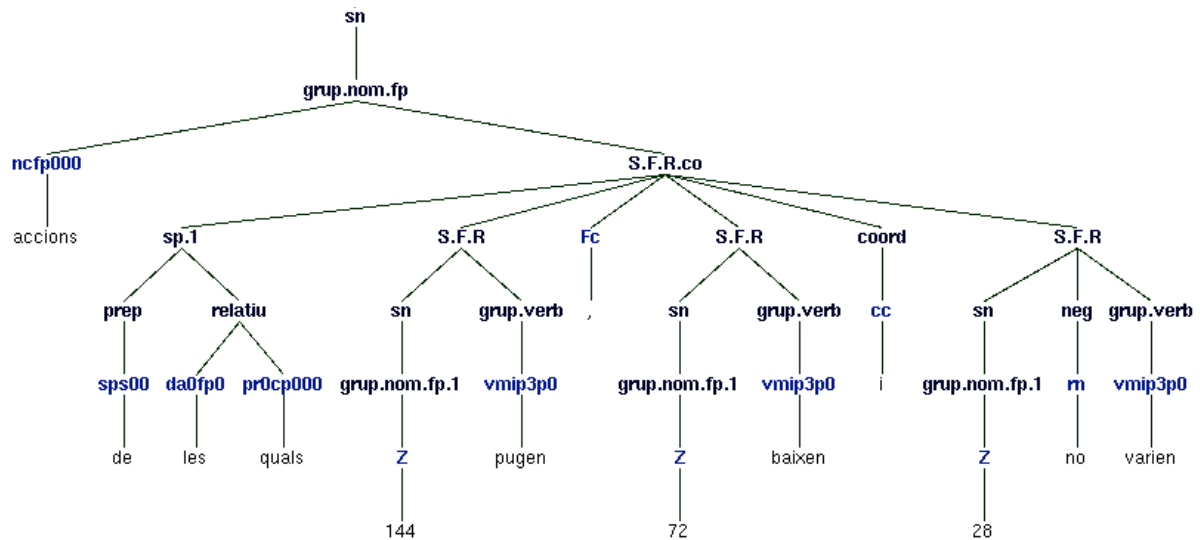 sn
grup.nom.fp
ncfp000 S.F.R.co
accions sp.1 S.F.R Fc S.F.R coord S.F.R
prep relatiu sn grup.verb , sn grup.verb cc sn neg grup.verb
sps00 da0fp0 pr0cp000 grup.nom.fp.1 vmip3p0 grup.nom.fp.1 vmip3p0 i grup.nom.fp.1 rn vmip3p0
de les quals Z pugen Z baixen Z no varien
144 72 28